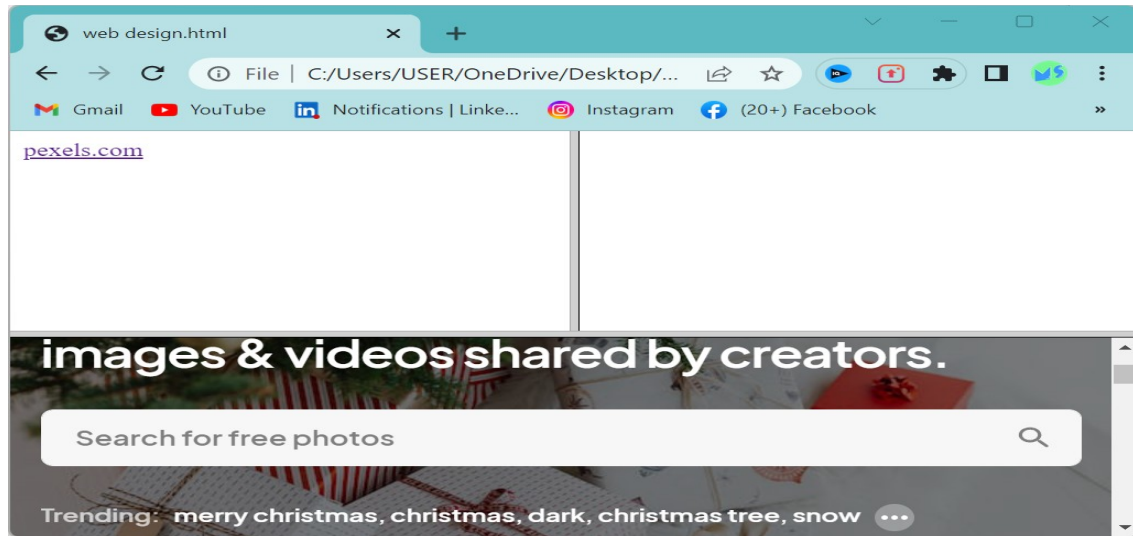 web design.html
File | C:/Users/USER/OneDrive/Desktop/...
Gmail YouTube Notifications | Linke... Instagram (20+) Facebook »
pexels.com
images & videos shared by creators.
Search for free photos
Trending: merry christmas, christmas, dark, christmas tree, snow